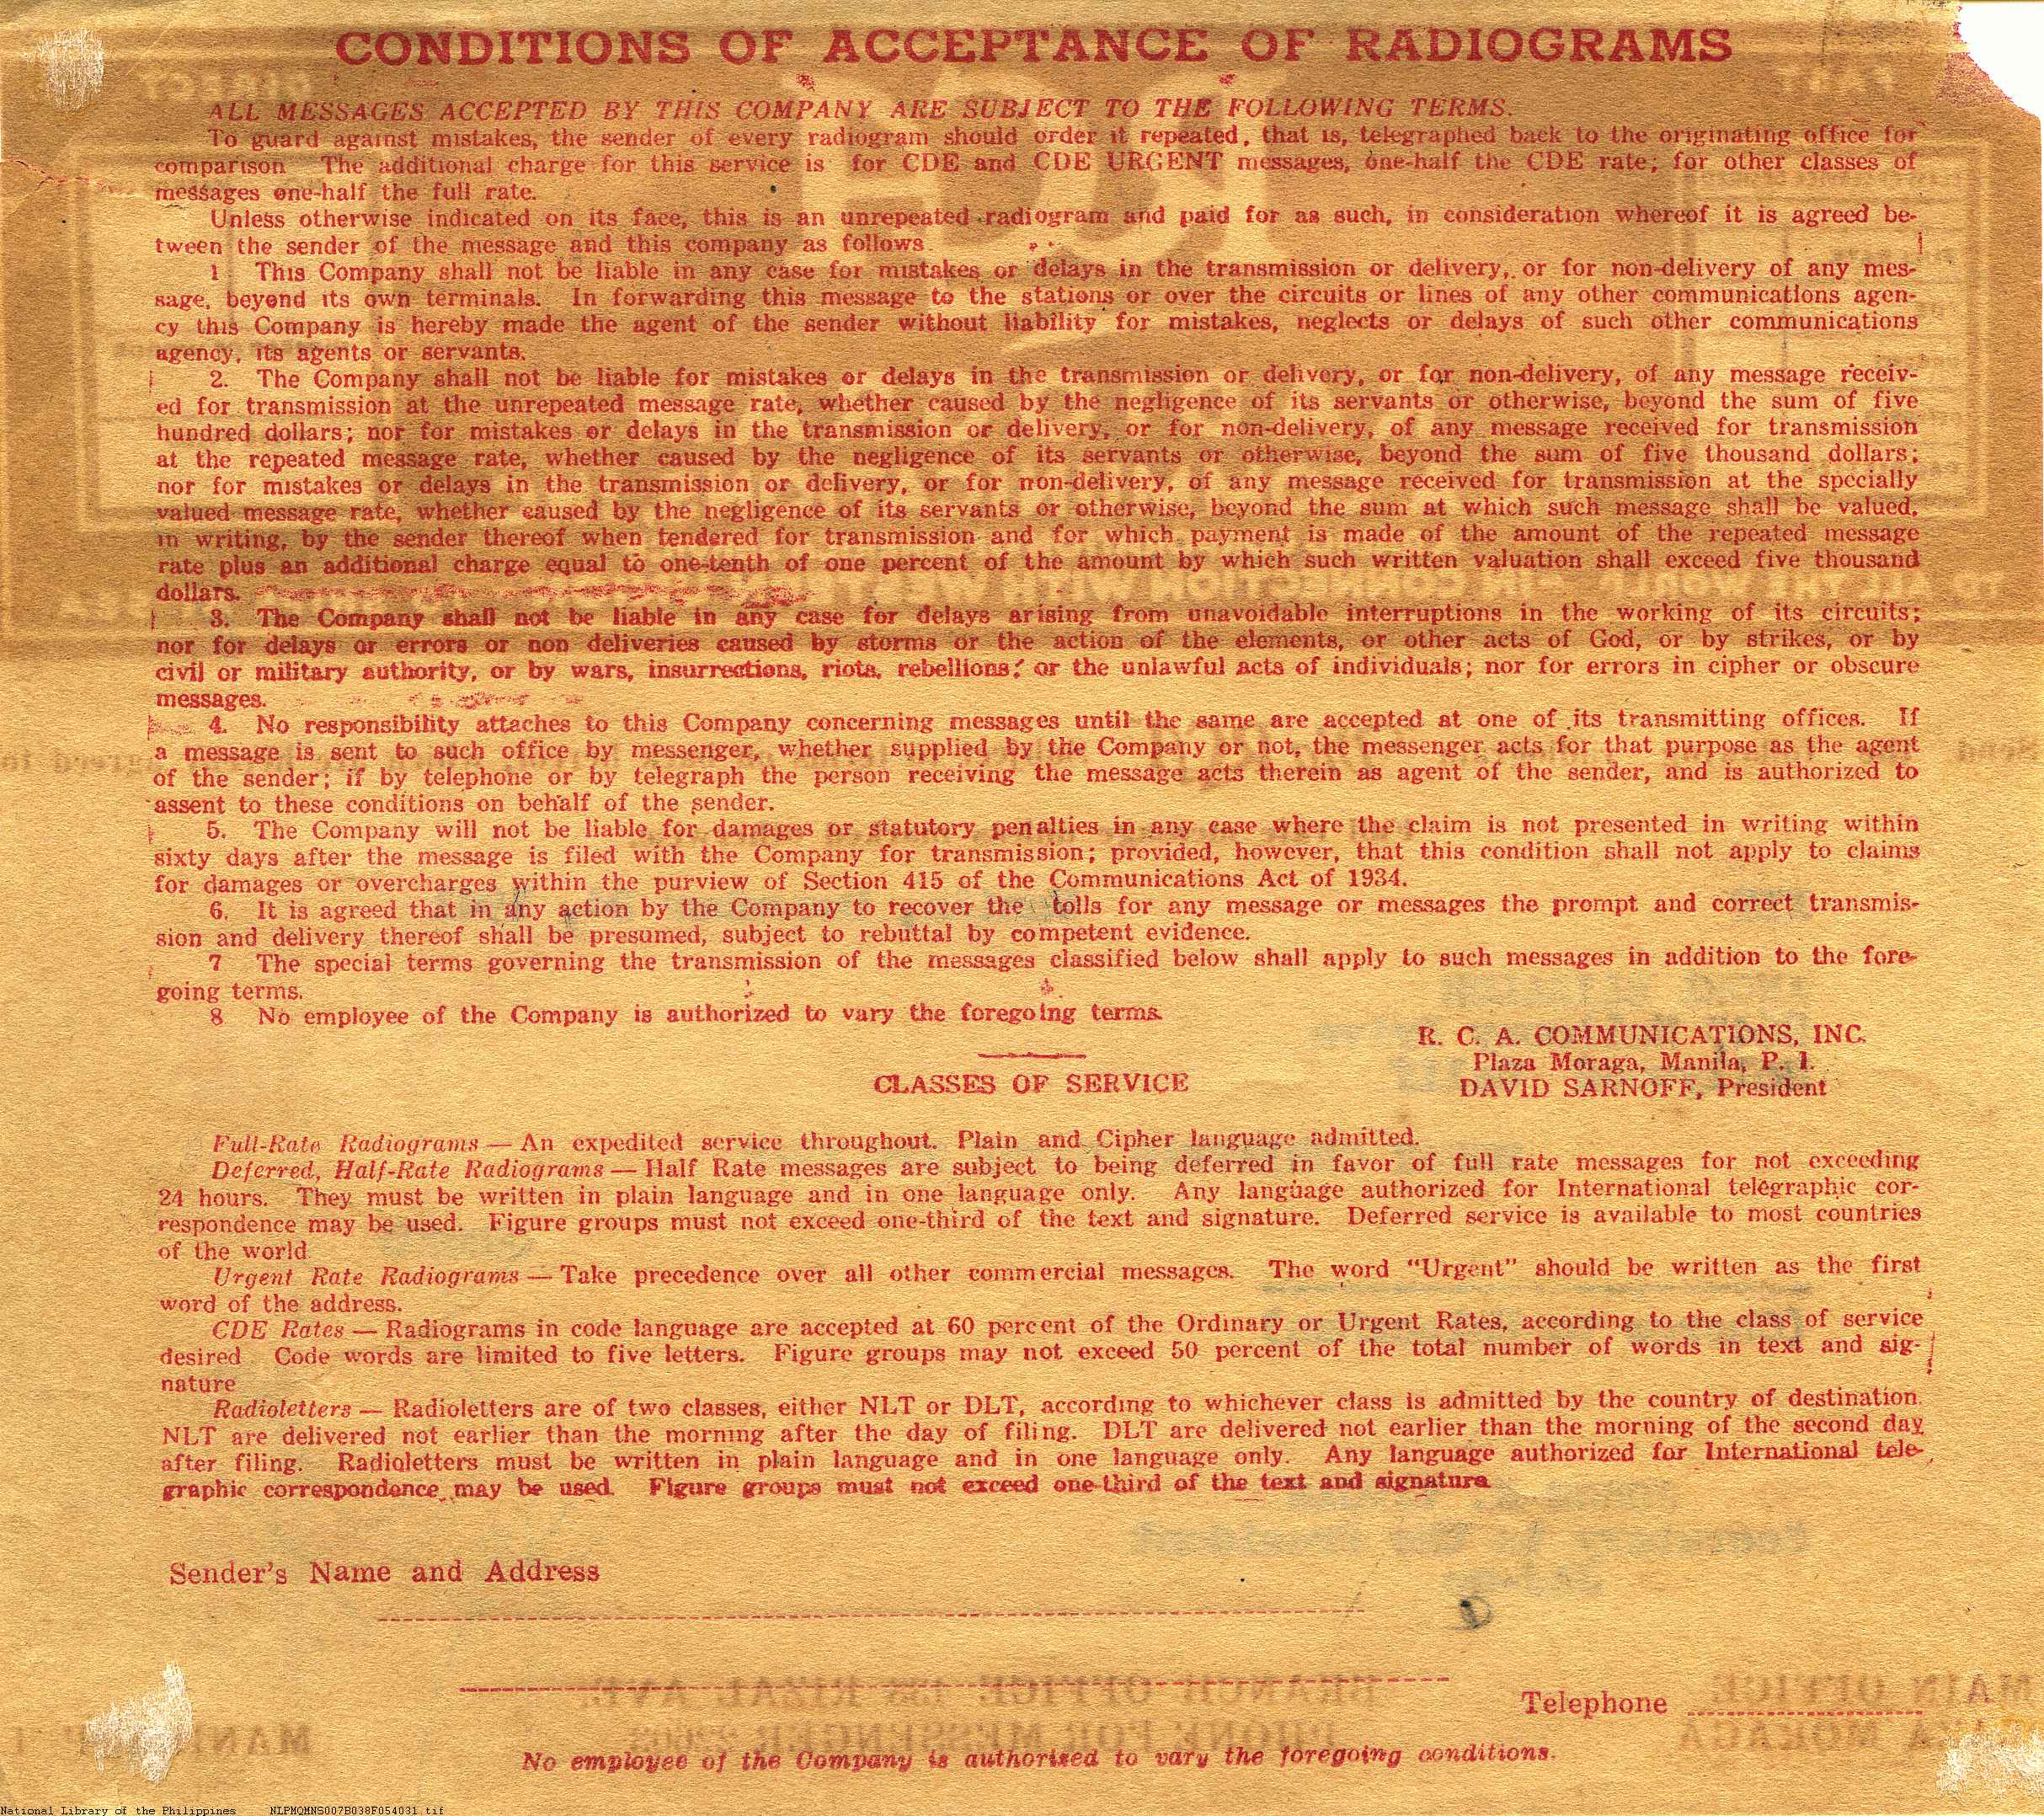 CONDITIONS OF ACCEPTANCE OF RADIOGRAMS
ALL MESSAGES ACCEPTED BY THIS COMPANY ARE SUBJECT TO THE FOLLOWING TERMS.
To guard against mistakes, the sender of every radiogram should order it repeated, that is, telegraphed back to the originating office for
comparison The additional charge for this service is for CDE and CDE URGENT messages, one-half the CDE rate; for other classes of
messages one-half the full rate.
Unless otherwise indicated on its face, this is an unrepeated radiogram and paid for as such, in consideration whereof it is agreed be-
tween the sender of the message and this company as follows.
1 This Company shall not be liable in any case for mistakes or delays in the transmission or delivery, or for non-delivery of any mes-
sage, beyond its own terminals. In forwarding this message to the stations or over the circuits or lines of any other communications agen-
cy this Company is hereby made the agent of the sender without liability for mistakes, neglects or delays of such other communications
agency, its agents or servants.
2. The Company shall not be liable for mistakes or delays in the transmission or delivery, or for non-delivery, of any message receiv-
ed for transmission at the unrepeated message rate, whether caused by the negligence of its servants or otherwise, beyond the sum of five
hundred dollars; nor for mistakes or delays in the transmission or delivery, or for non-delivery, of any message received for transmission
at the repeated message rate, whether caused by the negligence of its servants or otherwise, beyond the sum of five thousand dollars;
nor for mistakes or delays in the transmission or delivery, or for non-delivery, of any message received for transmission at the specially
valued message rate, whether caused by the negligence of its servants or otherwise, beyond the sum at which such message shall be valued,
in writing, by the sender thereof when tendered for transmission and for which payment is made of the amount of the repeated message
rate plus an additional charge equal to one-tenth of one percent of the amount by which such written valuation shall exceed five thousand
dollars.
3. The Company shall not be liable in any case for delays arising from unavoidable interruptions in the working of its circuits;
nor for delays or errors or non deliveries caused by storms or the action of the elements, or other acts of God, or by strikes, or by
civil or military authority, or by wars, insurrections, riots, rebellions, or the unlawful acts of individuals; nor for errors in cipher or obscure
messages.
4. No responsibility attaches to this Company concerning messages until the same are accepted at one of its transmitting offices. If
a message is sent to such office by messenger, whether supplied by the Company or not, the messenger acts for that purpose as the agent
of the sender; if by telephone or by telegraph the person receiving the message acts therein as agent of the sender, and is authorized to
assent to these conditions on behalf of the sender.
5. The Company will not be liable for damages or statutory penalties in any case where the claim is not presented in writing within
sixty days after the message is filed with the Company for transmission; provided, however, that this condition shall not apply to claims
for damages or overcharges within the purview of Section 415 of the Communications Act of 1934.
6. It is agreed that in any action by the Company to recover the tolls for any message or messages the prompt and correct transmis-
sion and delivery thereof shall be presumed, subject to rebuttal by competent evidence.
7 The special terms governing the transmission of the messages classified below shall apply to such messages in addition to the fore-
going terms.
8 No employee of the Company is authorized to vary the foregoing terms.
R. C. A. COMMUNICATIONS, INC.
Plaza Moraga, Manila, P. I.
DAVID SARNOFF, President
CLASSES OF SERVICE
Full-Rate Radiograms — An expedited service throughout. Plain and Cipher language admitted.
Deferred, Half-Rate Radiograms — Half Rate messages are subject to being deferred in favor of full rate messages for not exceeding
24 hours. They must be written in plain language and in one language only. Any language authorized for International telegraphic cor-
respondence may be used. Figure groups must not exceed one-third of the text and signature. Deferred service is available to most countries
of the world
Urgent Rate Radiograms — Take precedence over all other commercial messages. The word "Urgent" should be written as the first
word of the address.
CDE Rates — Radiograms in code language are accepted at 60 percent of the Ordinary or Urgent Rates, according to the class of service
desired Code words are limited to five letters. Figure groups may not exceed 50 percent of the total number of words in text and sig-
nature
Radioletters — Radioletters are of two classes, either NLT or DLT, according to whichever class is admitted by the country of destination.
NLT are delivered not earlier than the morning after the day of filing. DLT are delivered not earlier than the morning of the second day
after filing. Radioletters must be written in plain language and in one language only. Any language authorized for International tele-
graphic correspondence may be used. Figure groups must not exceed one-third of the text and signature
Sender's Name and Address
Telephone
No employee of the Company is authorized to vary the foregoing conditions.
National Library of the Philippines NLPMQMNS007B038F054031.tif